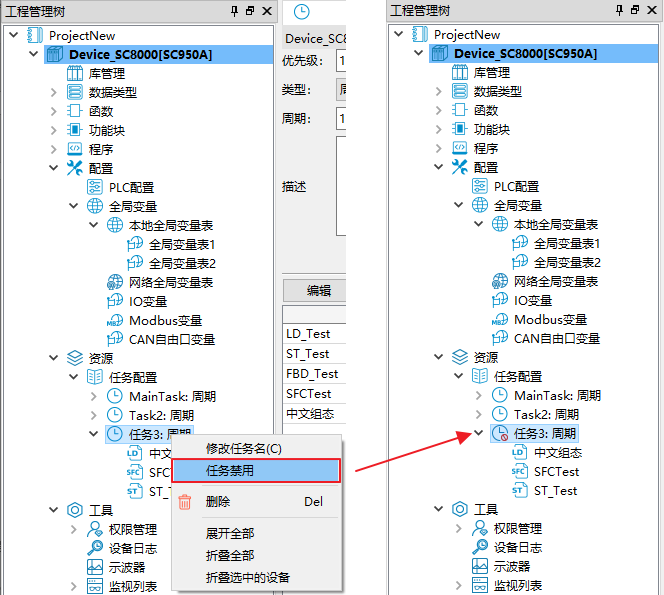 工程管理树
ProjectNew
Device_SC8000[SC950A]
库管理
数据类型
函数
功能块
程序
配置
PLC配置
全局变量
本地全局变量表
全局变量表1
全局变量表2
网络全局变量表
IO变量
Modbus变量
CAN自由口变量
资源
任务配置
MainTask: 周期
Task2: 周期
任务3: 周期
LD 中文
SFC SFC
ST ST_T
工具
权限管理
设备日志
示波器
监视列表
修改任务名(C)
任务禁用
删除 Del
展开全部
折叠全部
折叠选中的设备
Device_SC8
优先级: 1
类型: 周
周期: 1
描述
编辑
LD_Test
ST_Test
FBD_Test
SFCTest
中文组态
工程管理树
ProjectNew
Device_SC8000[SC950A]
库管理
数据类型
函数
功能块
程序
配置
PLC配置
全局变量
本地全局变量表
全局变量表1
全局变量表2
网络全局变量表
IO变量
Modbus变量
CAN自由口变量
资源
任务配置
MainTask: 周期
Task2: 周期
任务3: 周期
LD 中文组态
SFC SFCTest
ST ST_Test
工具
权限管理
设备日志
示波器
监视列表